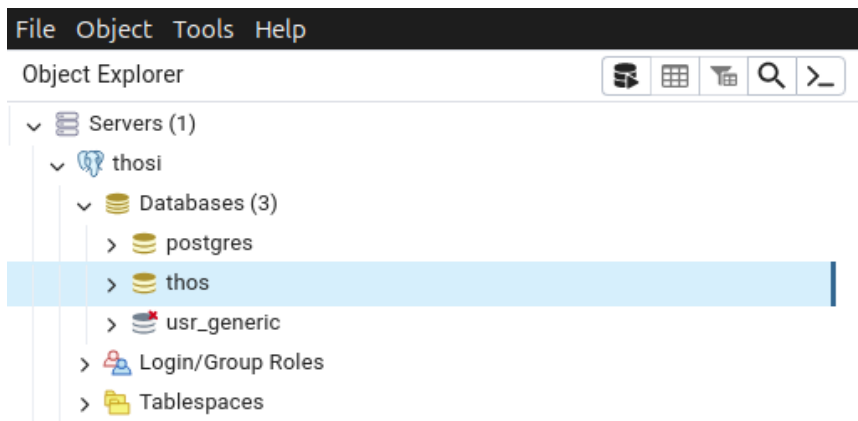 File Object Tools Help
Object Explorer
Servers (1)
thosi
Databases (3)
postgres
thos
usr_generic
Login/Group Roles
Tablespaces